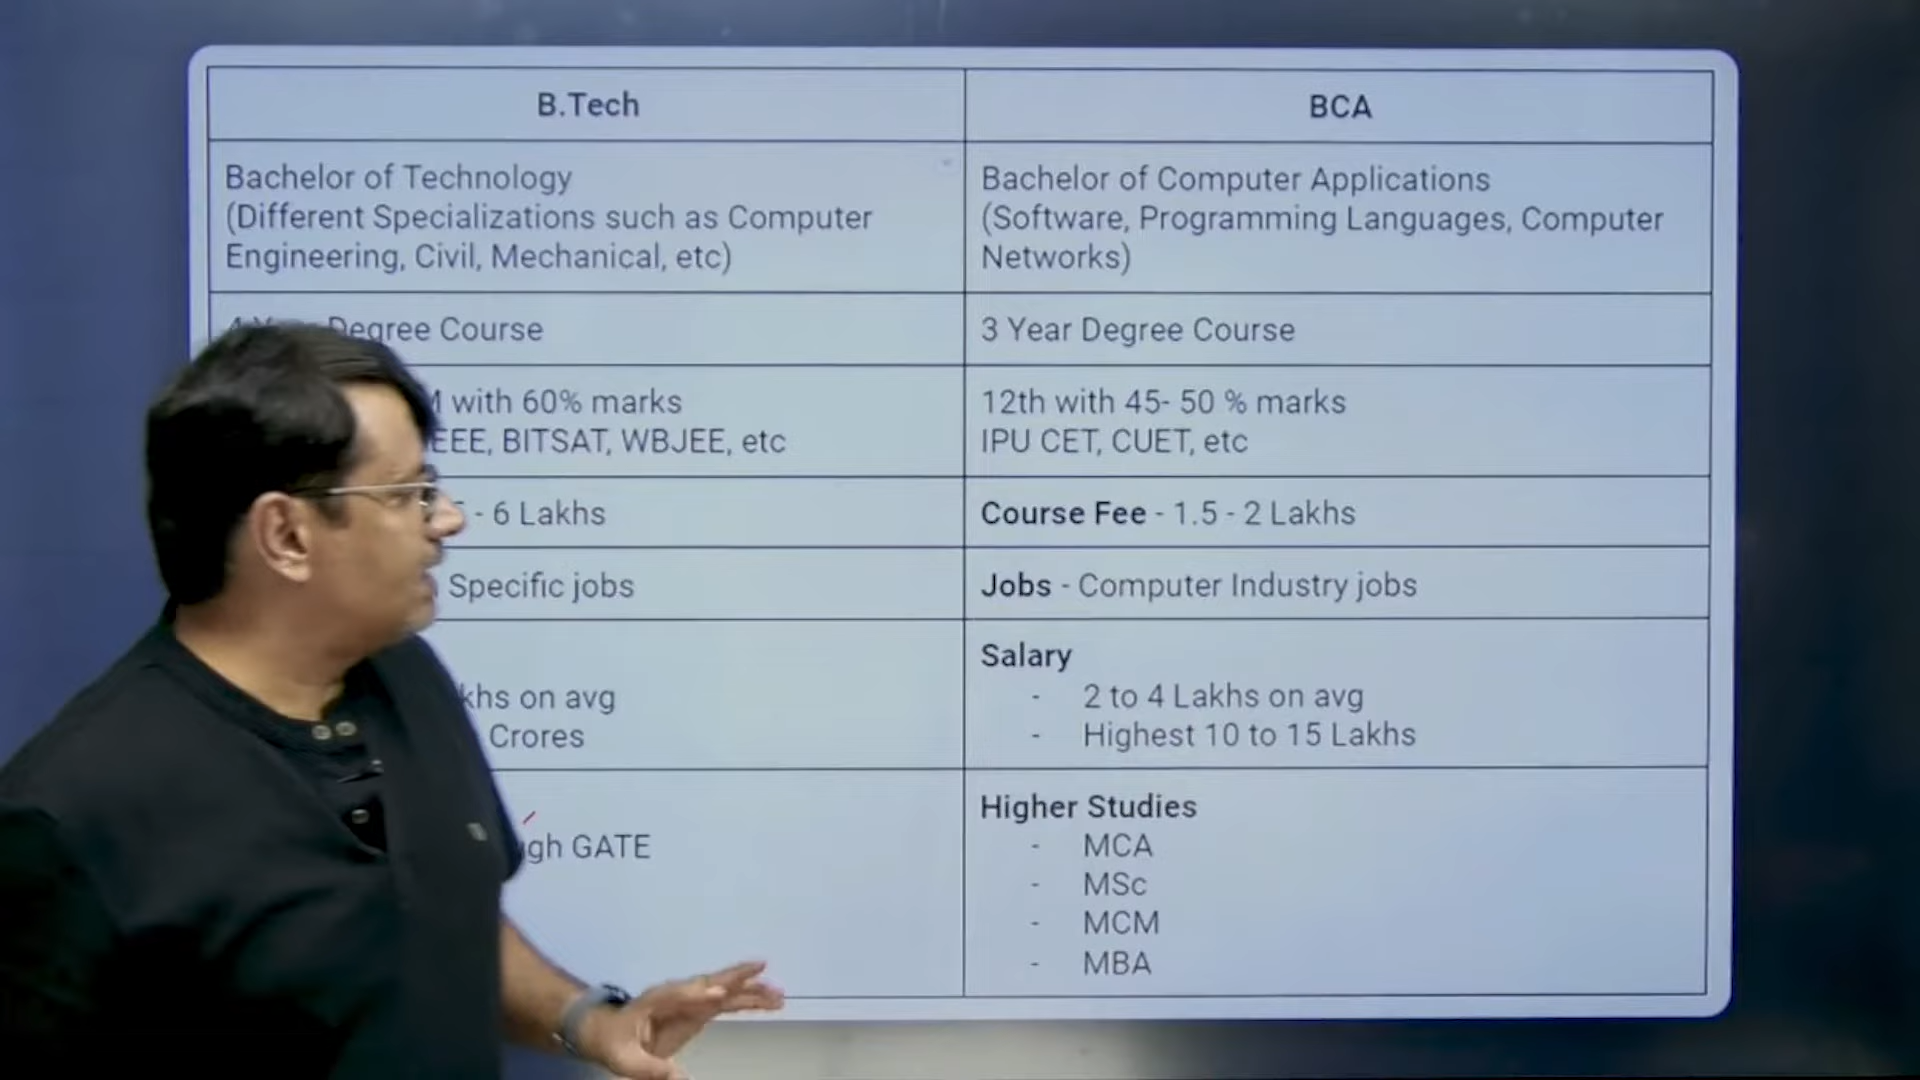 B.Tech
BCA
Bachelor of Technology
(Different Specializations such as Computer
Engineering, Civil, Mechanical, etc)
Bachelor of Computer Applications
(Software, Programming Languages, Computer
Networks)
Degree Course
3 Year Degree Course
with 60% marks
BITSAT, WBJEE, etc
12th with 45- 50 % marks
IPU CET, CUET, etc
- 6 Lakhs
Course Fee - 1.5 - 2 Lakhs
Specific jobs
Jobs - Computer Industry jobs
on avg
Crores
Salary
- 2 to 4 Lakhs on avg
- Highest 10 to 15 Lakhs
GATE
Higher Studies
- MCA
- MSc
- MCM
- MBA